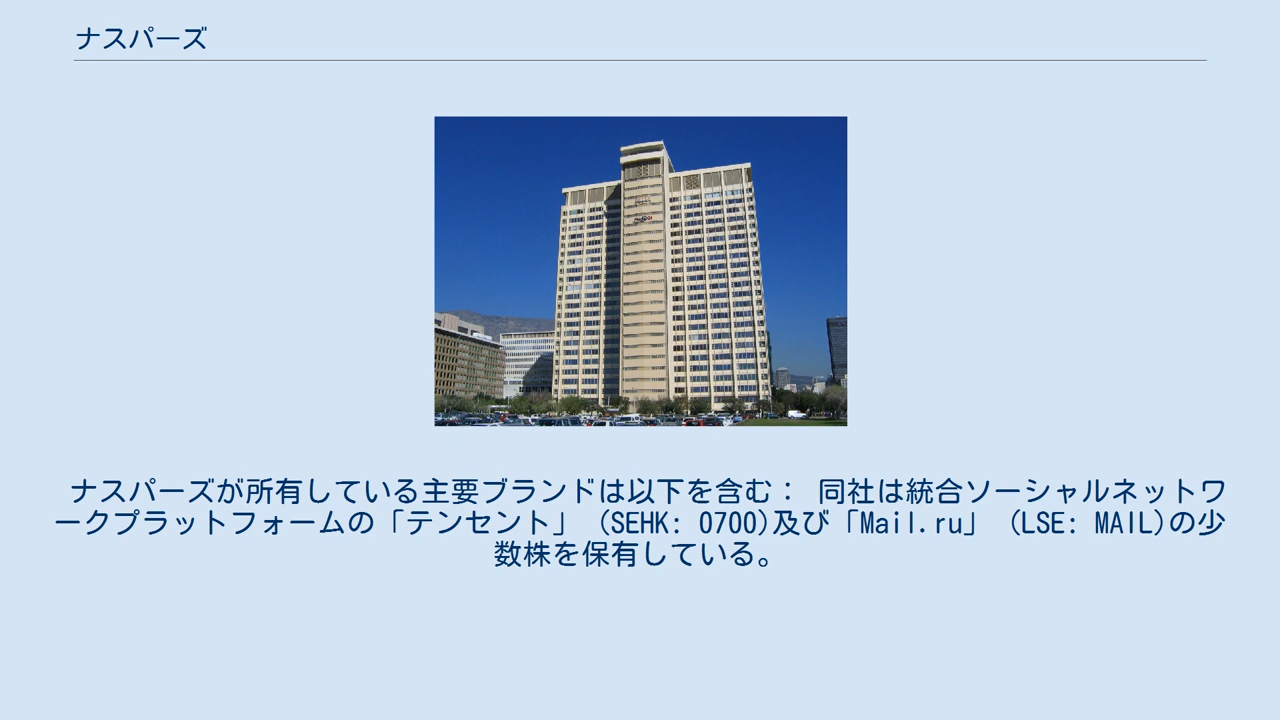 ナスパーズ
ナスパーズが所有している主要ブランドは以下を含む： 同社は統合ソーシャルネットワ
ークプラットフォームの「テンセント」 (SEHK: 0700)及び「Mail.ru」 (LSE: MAIL)の少
数株を保有している。